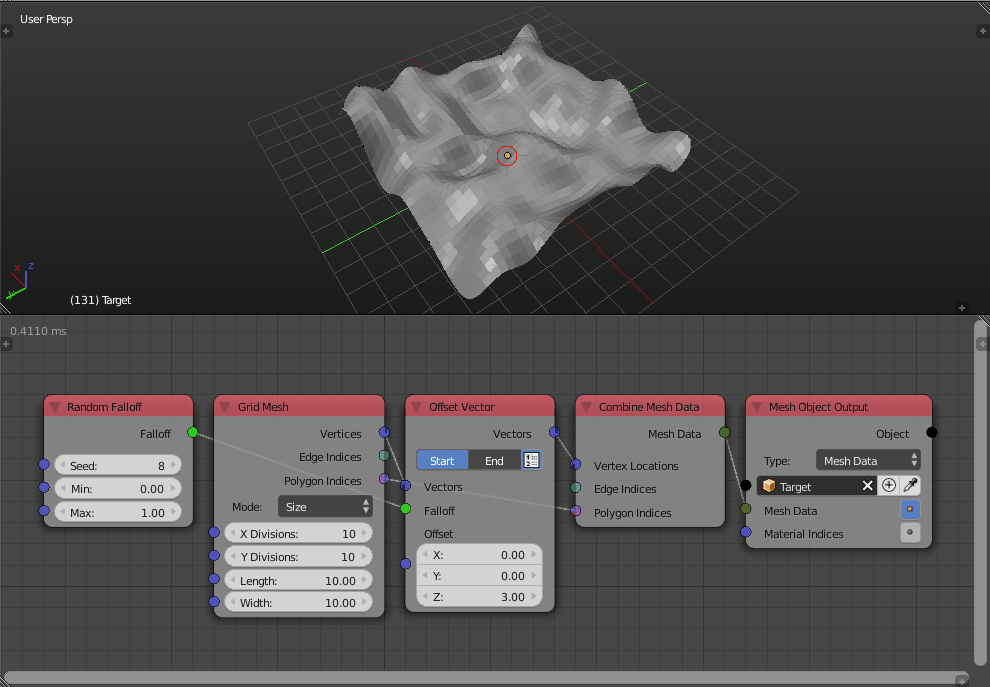 User Persp
(131) Target
0.4110 ms
Random Falloff
Falloff
Seed: 8
Min: 0.00
Max: 1.00
Grid Mesh
Vertices
Edge Indices
Polygon Indices
Mode: Size
X Divisions: 10
Y Divisions: 10
Length: 10.00
Width: 10.00
Offset Vector
Vectors
Start End
Vectors
Falloff
Offset
X: 0.00
Y: 0.00
Z: 3.00
Combine Mesh Data
Mesh Data
Vertex Locations
Edge Indices
Polygon Indices
Mesh Object Output
Object
Type: Mesh Data
Target
Mesh Data
Material Indices